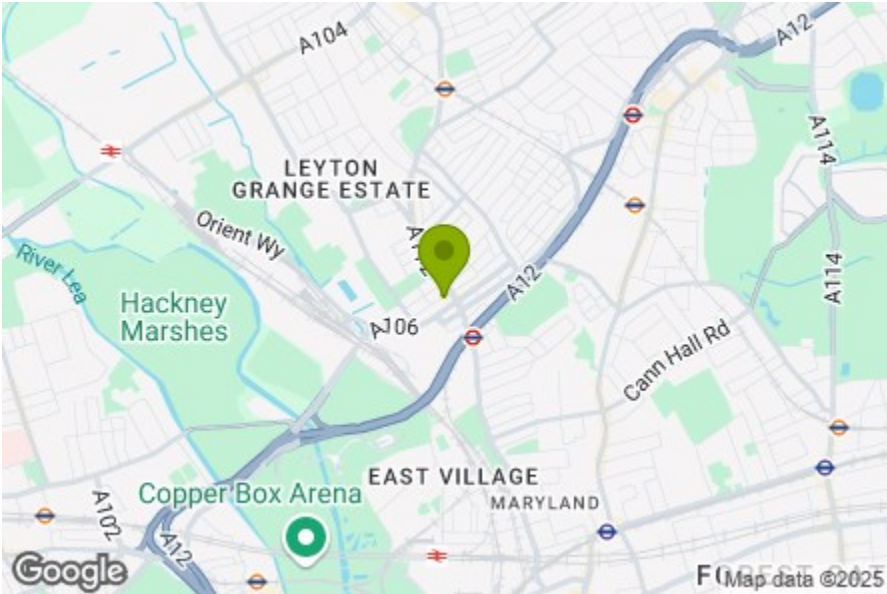 A104
A12
A114
LEYTON
GRANGE ESTATE
Orient Wy
River Lea
A112
A12
A114
Hackney
Marshes
A106
Cann Hall Rd
EAST VILLAGE
MARYLAND
Copper Box Arena
A102
A12
Google
Map data ©2025